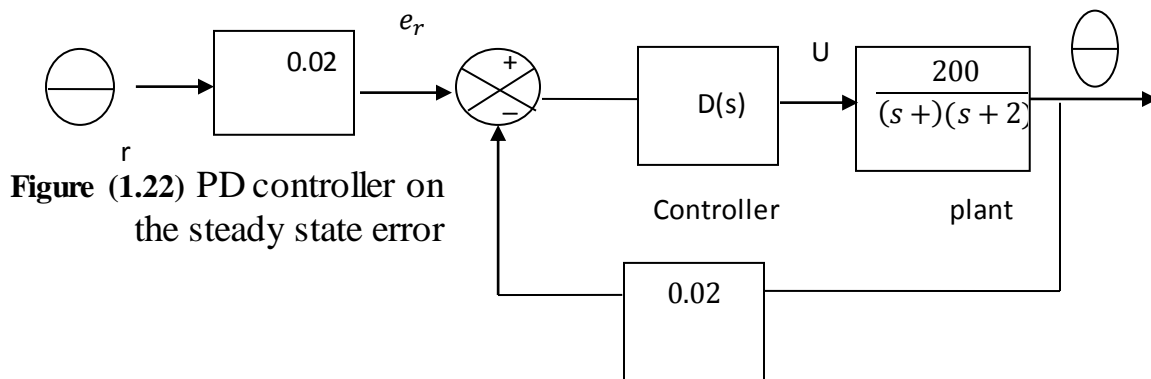 e_r
0.02
+
−
D(s)
U
200
(s +)(s + 2)
r
Figure (1.22) PD controller on
the steady state error
Controller
plant
0.02